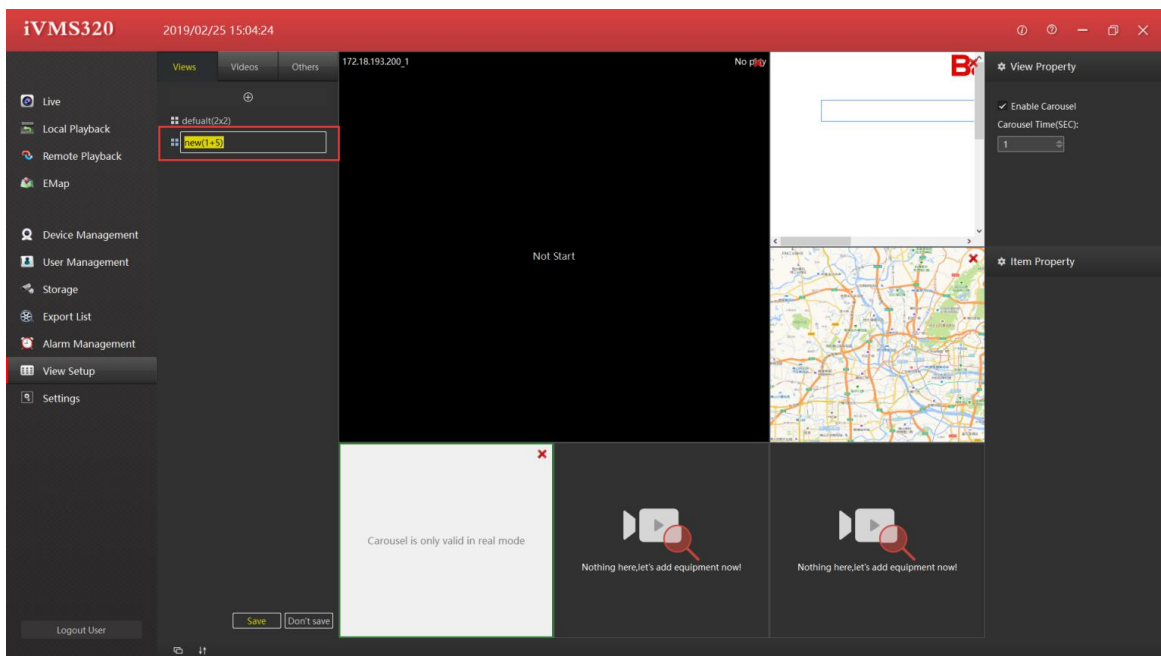 iVMS320
2019/02/25 15:04:24
Live
Local Playback
Remote Playback
EMap
Device Management
User Management
Storage
Export List
Alarm Management
View Setup
Settings
Logout User
Views Videos Others
defualt(2x2)
new(1+5)
Save Don't save
172.18.193.200_1
Not Start
Carousel is only valid in real mode
Nothing here,let's add equipment now!
Nothing here,let's add equipment now!
View Property
Enable Carousel
Carousel Time(SEC):
1
Item Property